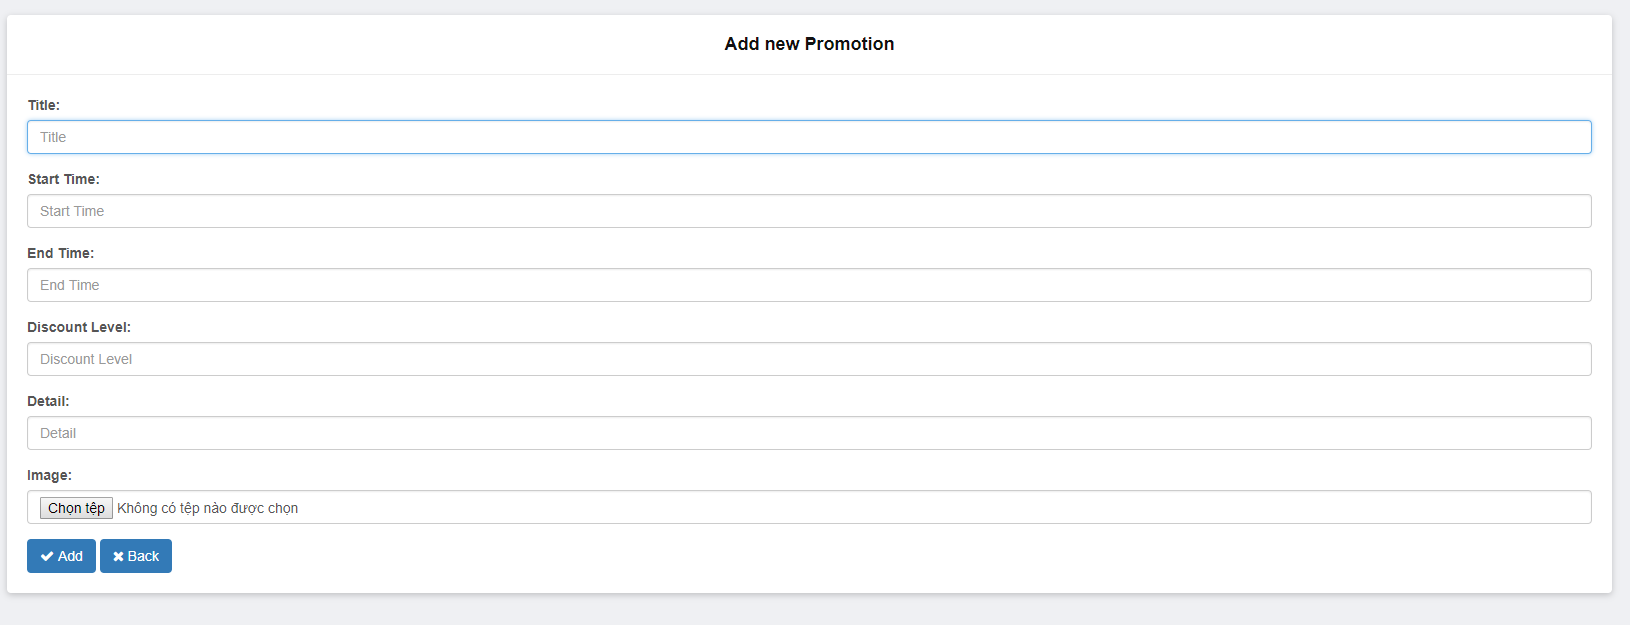 Add new Promotion
Title:
Title
Start Time:
Start Time
End Time:
End Time
Discount Level:
Discount Level
Detail:
Detail
Image:
Chọn tệp Không có tệp nào được chọn
Add Back